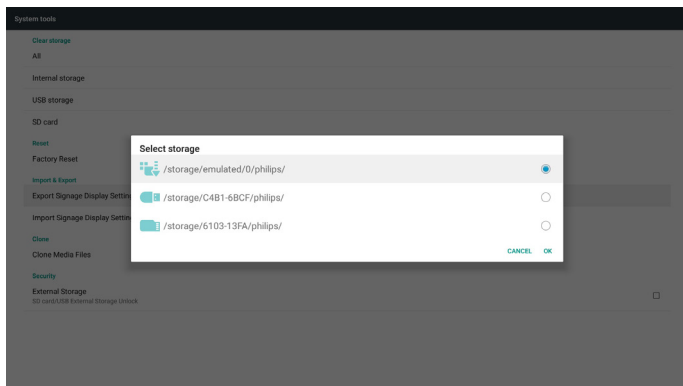 System tools
Clear storage
All
Internal storage
USB storage
SD card
Reset
Factory Reset
Import & Export
Export Signage Display Setting
Import Signage Display Settin
Clone
Clone Media Files
Security
External Storage
SD card/USB External Storage Unlock
Select storage
/storage/emulated/0/philips/
/storage/C4B1-6BCF/philips/
/storage/6103-13FA/philips/
CANCEL OK